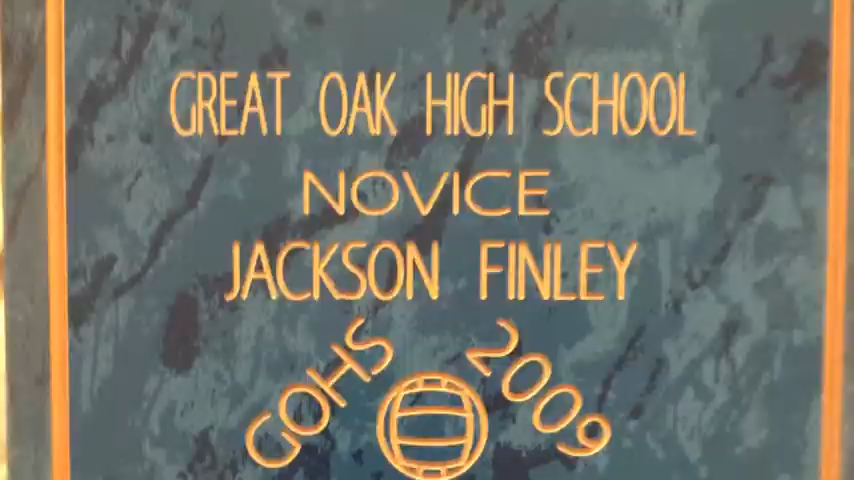 GREAT OAK HIGH SCHOOL
NOVICE
JACKSON FINLEY
GOHS 2009